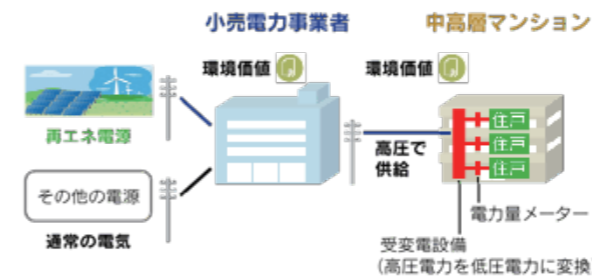 小売電力事業者
中高層マンション
環境価値
環境価値
再エネ電源
住戸
住戸
住戸
高圧で
供給
その他の電源
通常の電気
電力量メーター
受変電設備
(高圧電力を低圧電力に変換